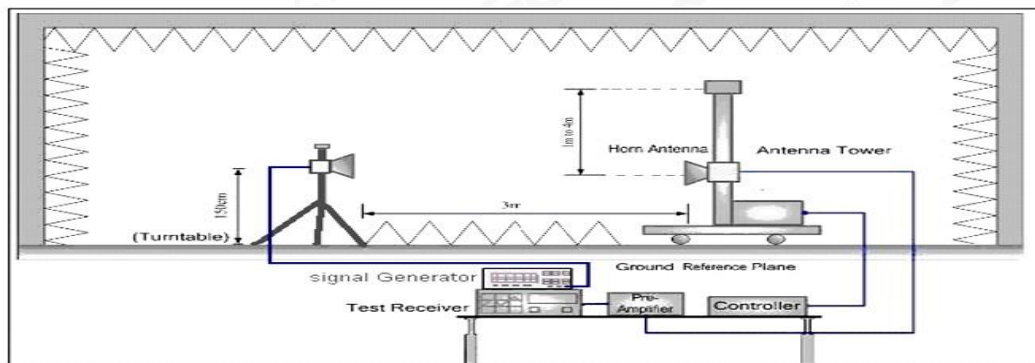 1m to 4m
Horn Antenna
Antenna Tower
150cm
3m
(Turntable)
Ground Reference Plane
signal Generator
Test Receiver
Pre-
Amplifier
Controller